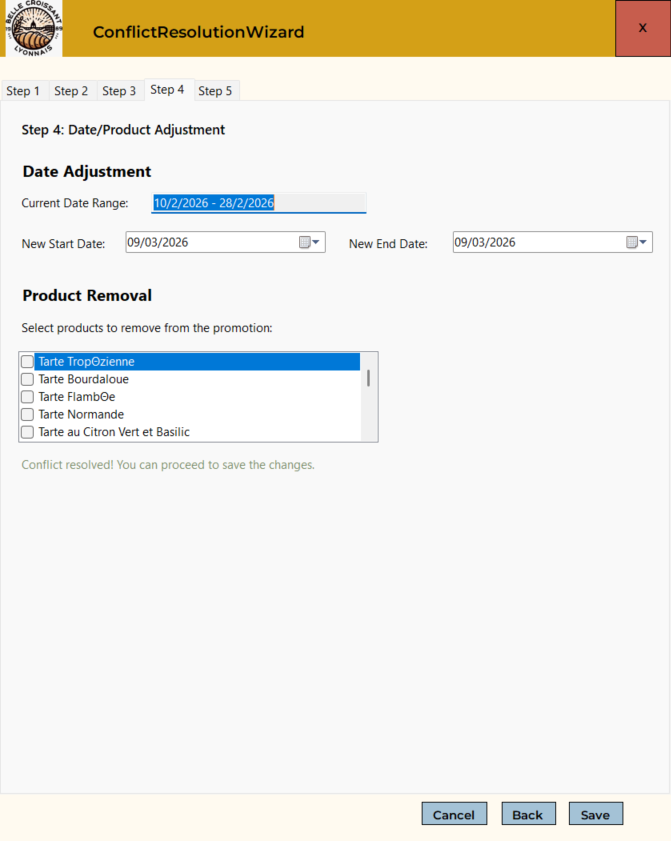 BELLE CROISSANT
LYONNAIS
ConflictResolutionWizard
X
Step 1
Step 2
Step 3
Step 4
Step 5
Step 4: Date/Product Adjustment
Date Adjustment
Current Date Range: 10/2/2026 - 28/2/2026
New Start Date: 09/03/2026 New End Date: 09/03/2026
Product Removal
Select products to remove from the promotion:
Tarte TropΘzienne
Tarte Bourdaloue
Tarte FlambΘe
Tarte Normande
Tarte au Citron Vert et Basilic
Conflict resolved! You can proceed to save the changes.
Cancel Back Save